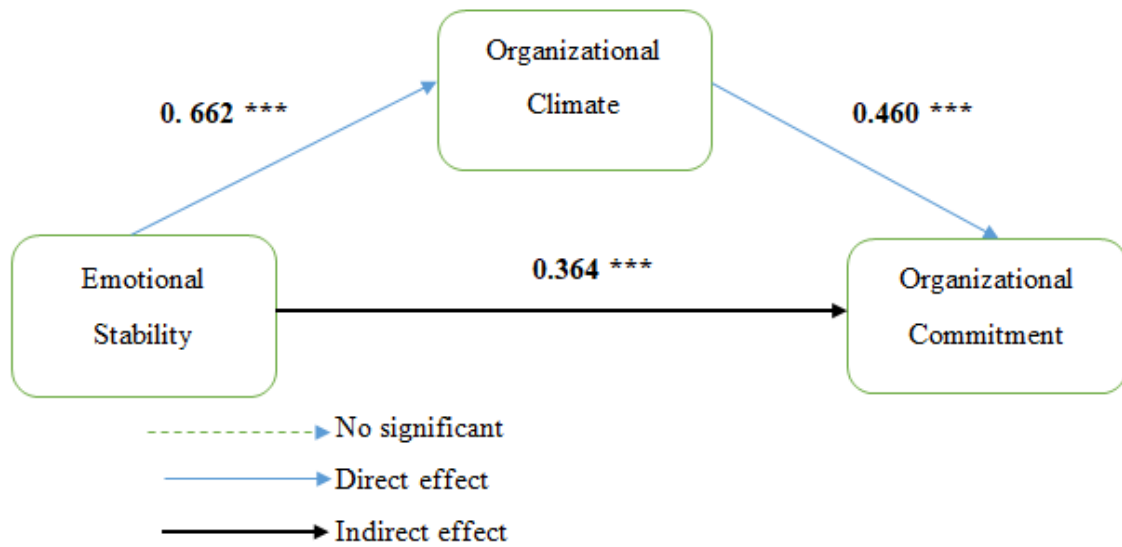 Organizational
Climate
0. 662 ***
0.460 ***
0.364 ***
Emotional
Stability
Organizational
Commitment
No significant
Direct effect
Indirect effect